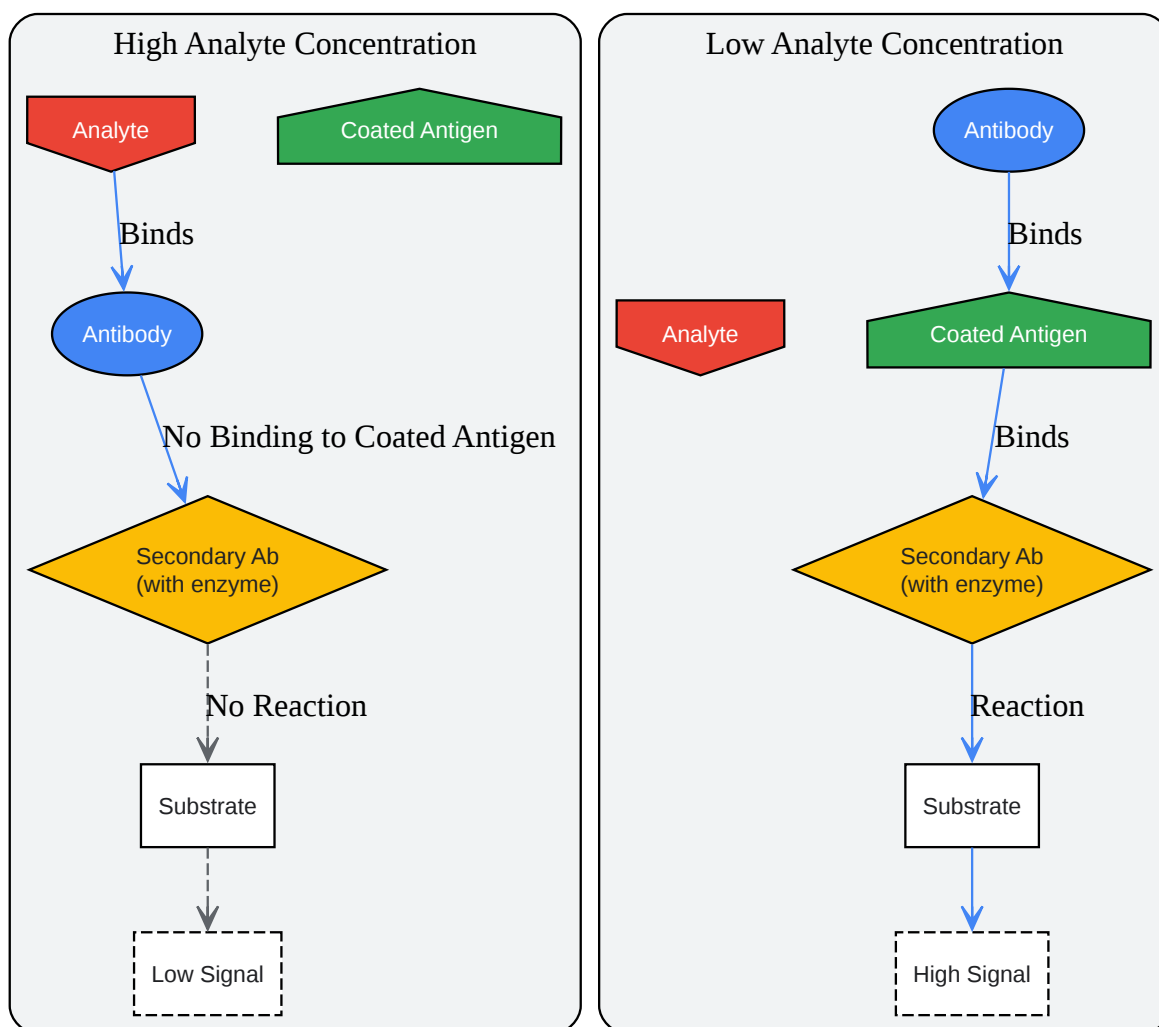 High Analyte Concentration
Analyte
Coated Antigen
Binds
Antibody
No Binding to Coated Antigen
Secondary Ab
(with enzyme)
No Reaction
Substrate
Low Signal
Low Analyte Concentration
Antibody
Binds
Analyte
Coated Antigen
Binds
Secondary Ab
(with enzyme)
Reaction
Substrate
High Signal